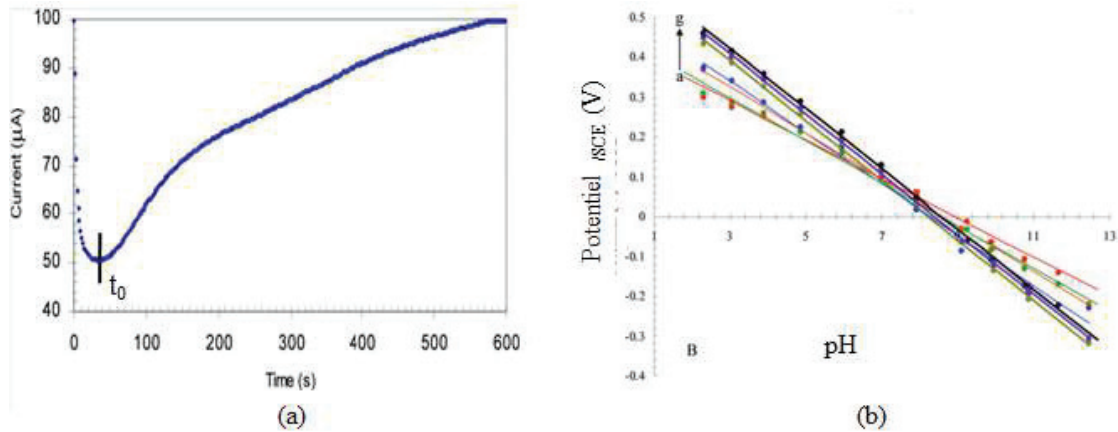 100
90
80
70
60
50
40
Current (µA)
t0
0 100 200 300 400 500 600
Time (s)
(a)
0.5
0.4
0.3
0.2
0.1
0
-0.1
-0.2
-0.3
-0.4
Potentiel /SCE (V)
g
a
1 3 5 7 9 11 13
B
pH
(b)